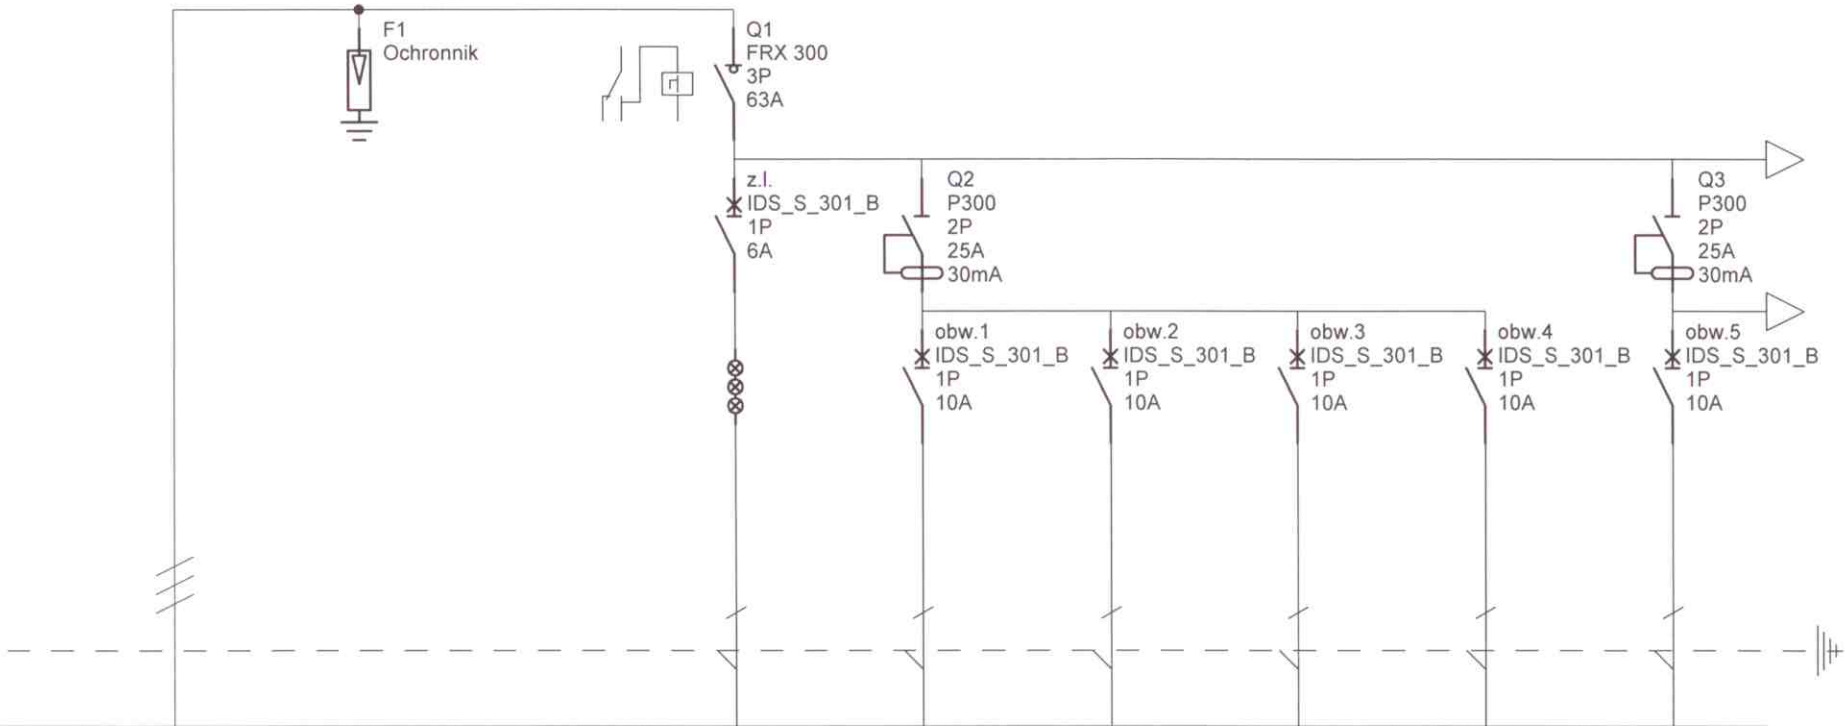 F1
Ochronnik
Q1
FRX 300
3P
63A
z.l.
IDS_S_301_B
1P
6A
Q2
P300
2P
25A
30mA
Q3
P300
2P
25A
30mA
obw.1
IDS_S_301_B
1P
10A
obw.2
IDS_S_301_B
1P
10A
obw.3
IDS_S_301_B
1P
10A
obw.4
IDS_S_301_B
1P
10A
obw.5
IDS_S_301_B
1P
10A